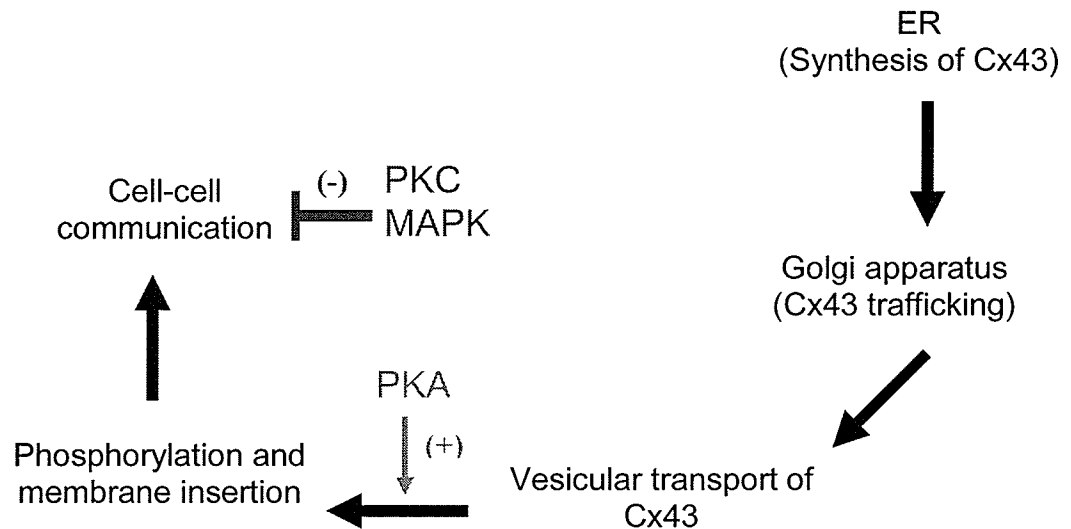 ER
(Synthesis of Cx43)
Golgi apparatus
(Cx43 trafficking)
Vesicular transport of
Cx43
PKA
(+)
Phosphorylation and
membrane insertion
Cell-cell
communication
(-)
PKC
MAPK